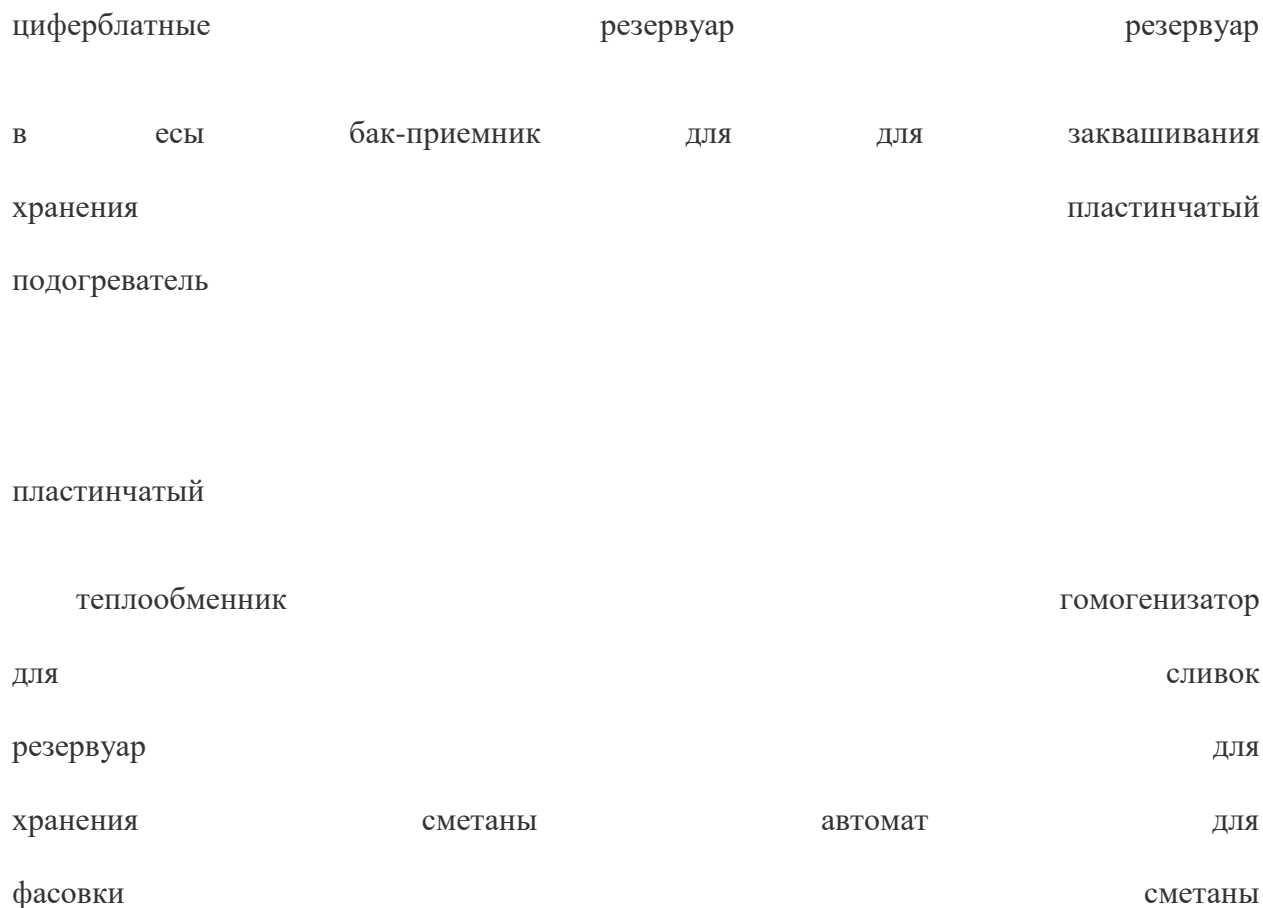 циферблатные резервуар резервуар
в есы бак-приемник для для заквашивания
хранения пластинчатый
подогреватель
пластинчатый
теплообменник гомогенизатор
для сливок
резервуар для
хранения сметаны автомат для
фасовки сметаны